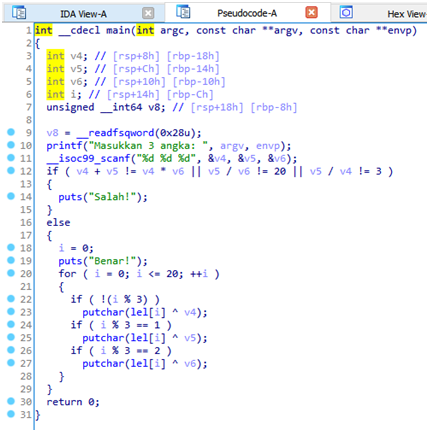 IDA View-A Pseudocode-A Hex View
1 int __cdecl main(int argc, const char **argv, const char **envp)
2 {
3 int v4; // [rsp+8h] [rbp-18h]
4 int v5; // [rsp+Ch] [rbp-14h]
5 int v6; // [rsp+10h] [rbp-10h]
6 int i; // [rsp+14h] [rbp-Ch]
7 unsigned __int64 v8; // [rsp+18h] [rbp-8h]
8
9 v8 = __readfsqword(0x28u);
10 printf("Masukkan 3 angka: ", argv, envp);
11 __isoc99_scanf("%d %d %d", &v4, &v5, &v6);
12 if ( v4 + v5 != v4 * v6 || v5 / v6 != 20 || v5 / v4 != 3 )
13 {
14 puts("Salah!");
15 }
16 else
17 {
18 i = 0;
19 puts("Benar!");
20 for ( i = 0; i <= 20; ++i )
21 {
22 if ( !(i % 3) )
23 putchar(lel[i] ^ v4);
24 if ( i % 3 == 1 )
25 putchar(lel[i] ^ v5);
26 if ( i % 3 == 2 )
27 putchar(lel[i] ^ v6);
28 }
29 }
30 return 0;
31 }